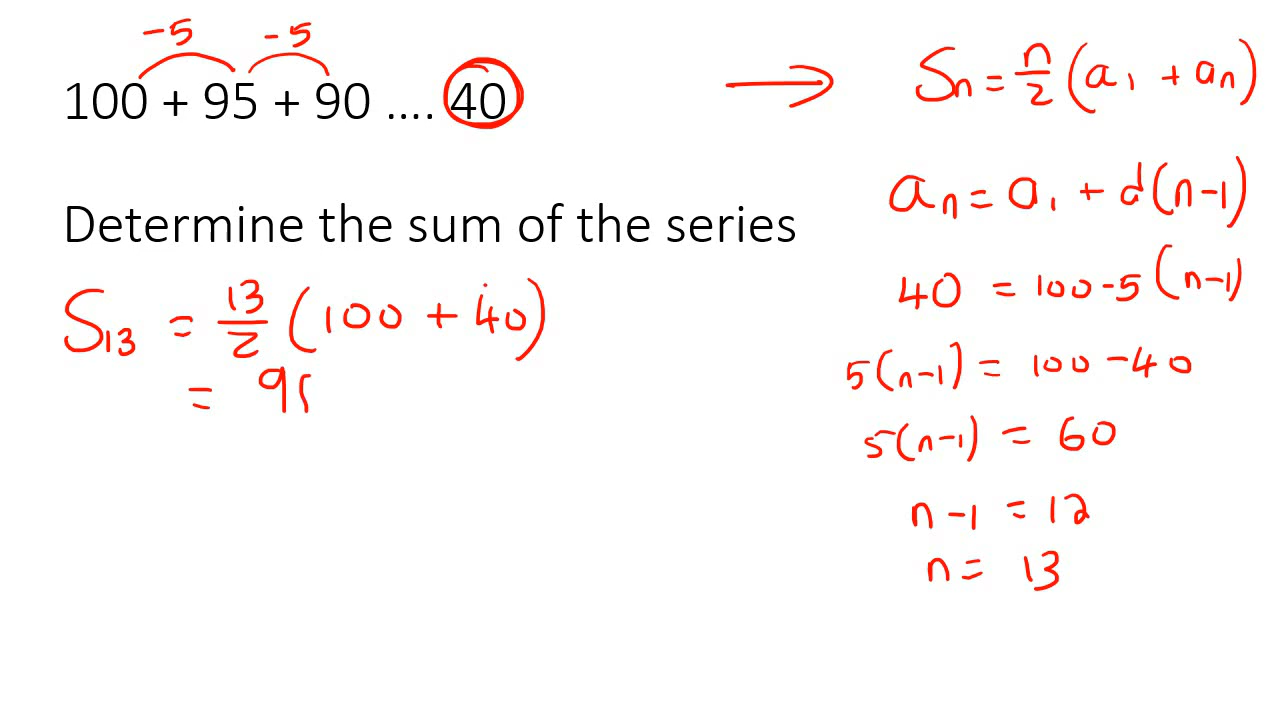 -5 -5
100 + 95 + 90 .... 40
Determine the sum of the series
S₁₃ = 13/2 (100 + 40)
= 9
→ Sₙ = n/2 (a₁ + aₙ)
aₙ = a₁ + d(n-1)
40 = 100 - 5(n-1)
5(n-1) = 100 - 40
5(n-1) = 60
n-1 = 12
n = 13